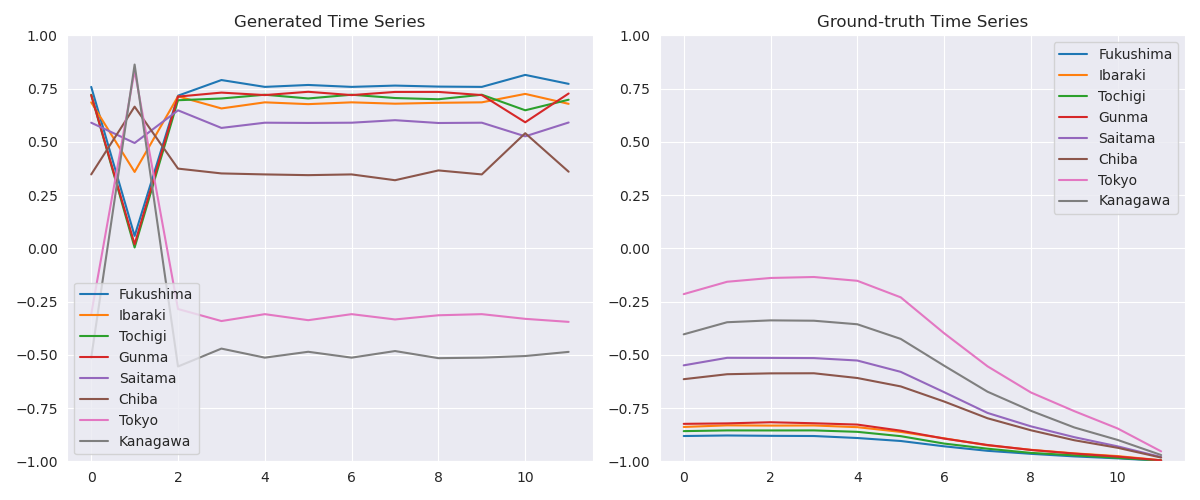 Generated Time Series
1.00
0.75
0.50
0.25
0.00
−0.25
−0.50
−0.75
−1.00
0 2 4 6 8 10
Fukushima
Ibaraki
Tochigi
Gunma
Saitama
Chiba
Tokyo
Kanagawa
Ground-truth Time Series
1.00
0.75
0.50
0.25
0.00
−0.25
−0.50
−0.75
−1.00
0 2 4 6 8 10
Fukushima
Ibaraki
Tochigi
Gunma
Saitama
Chiba
Tokyo
Kanagawa